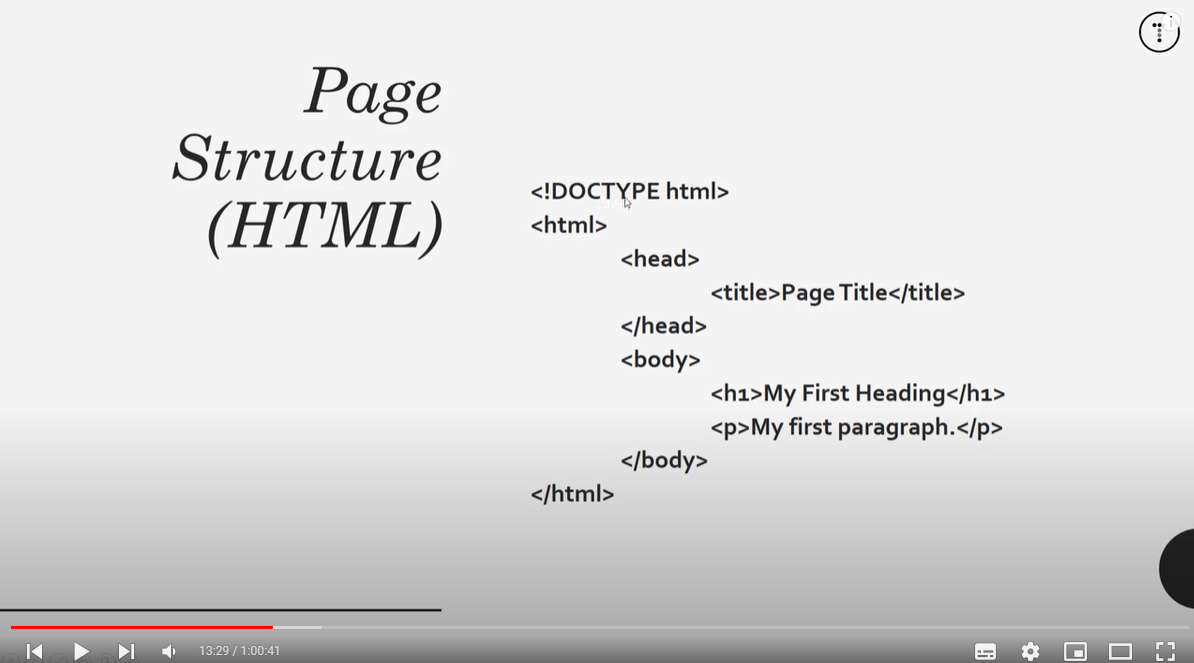 Page
Structure
(HTML)
<!DOCTYPE html>
<html>
<head>
<title>Page Title</title>
</head>
<body>
<h1>My First Heading</h1>
<p>My first paragraph.</p>
</body>
</html>
13:29 / 1:00:41